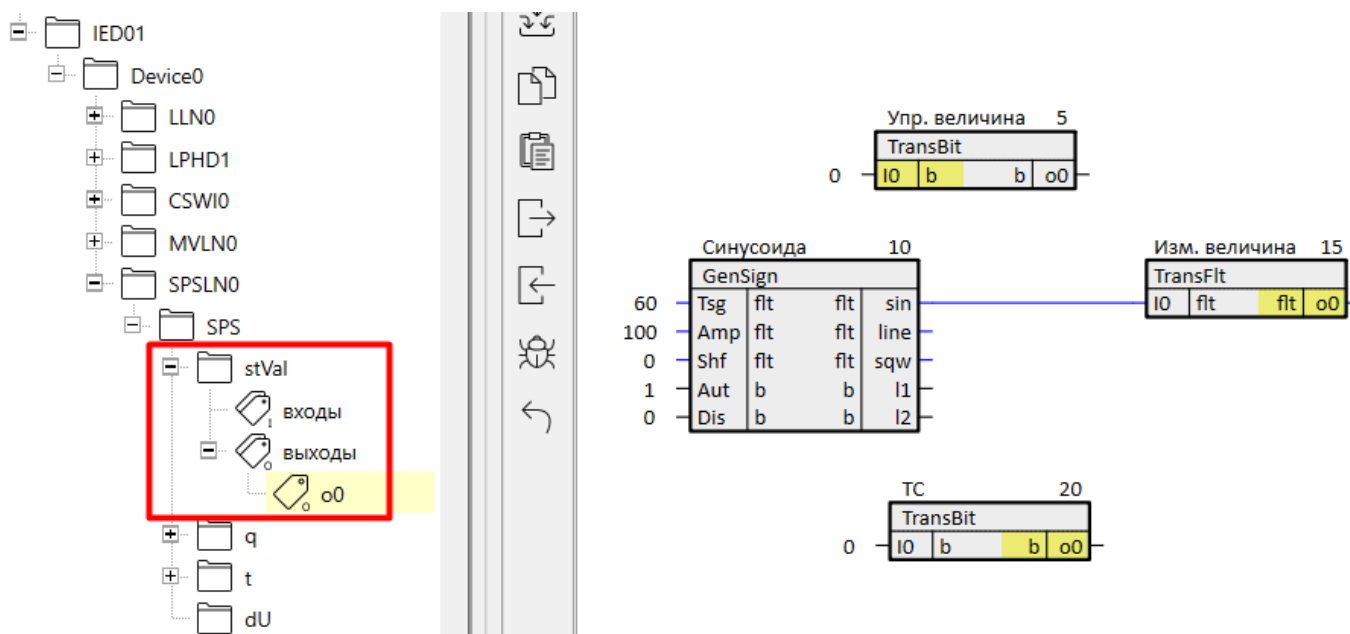 IED01
Device0
LLN0
LPHD1
CSWI0
MVLN0
SPSLN0
SPS
stVal
входы
I
выходы
O
o0
O
q
t
dU
Упр. величина 5
TransBit
0 I0 b b o0
Синусоида 10
GenSign
60 Tsg flt flt sin
100 Amp flt flt line
0 Shf flt flt sqw
1 Aut b b l1
0 Dis b b l2
Изм. величина 15
TransFlt
I0 flt flt o0
ТС 20
TransBit
0 I0 b b o0